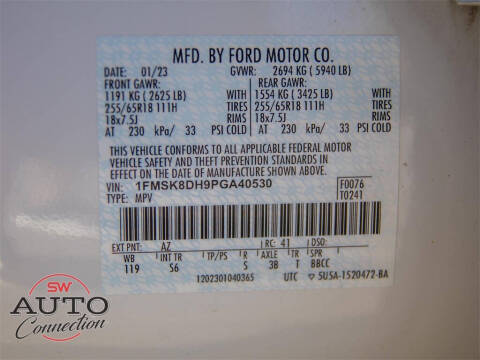 MFD. BY FORD MOTOR CO.
DATE: 01/23 GVWR: 2694 KG ( 5940 LB)
FRONT GAWR: REAR GAWR:
1191 KG ( 2625 LB) WITH 1554 KG ( 3425 LB) WITH
255/65R18 111H TIRES 255/65R18 111H TIRES
18x7.5J RIMS 18x7.5J RIMS
AT 230 kPa/ 33 PSI COLD AT 230 kPa/ 33 PSI COLD
THIS VEHICLE CONFORMS TO ALL APPLICABLE FEDERAL MOTOR
VEHICLE SAFETY AND THEFT PREVENTION STANDARDS IN
EFFECT ON THE DATE OF MANUFACTURE SHOWN ABOVE.
VIN: 1FMSK8DH9PGA40530 F0076
TYPE: MPV T0241
EXT PNT: AZ RC: 41 DSO:
WB INT TR TP/PS R AXLE TR SPR
119 S6 S 3B T BBCC
1202301040365 UTC 5U5A-1520472-BA
SW
AUTO
Connection